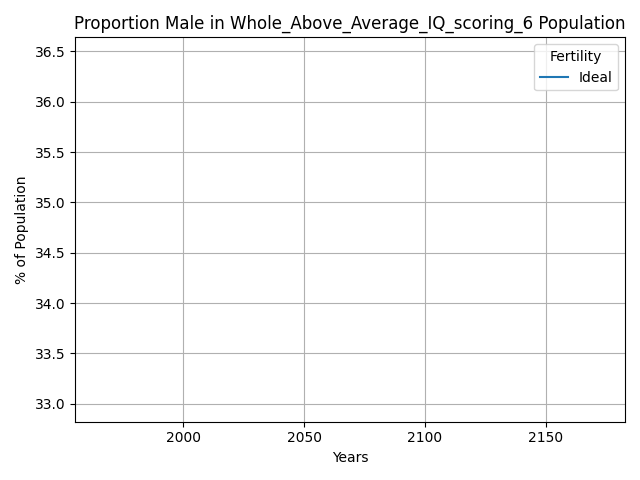 Proportion Male in Whole_Above_Average_IQ_scoring_6 Population
36.5
36.0
35.5
35.0
34.5
34.0
33.5
33.0
% of Population
Fertility
Ideal
2000 2050 2100 2150
Years